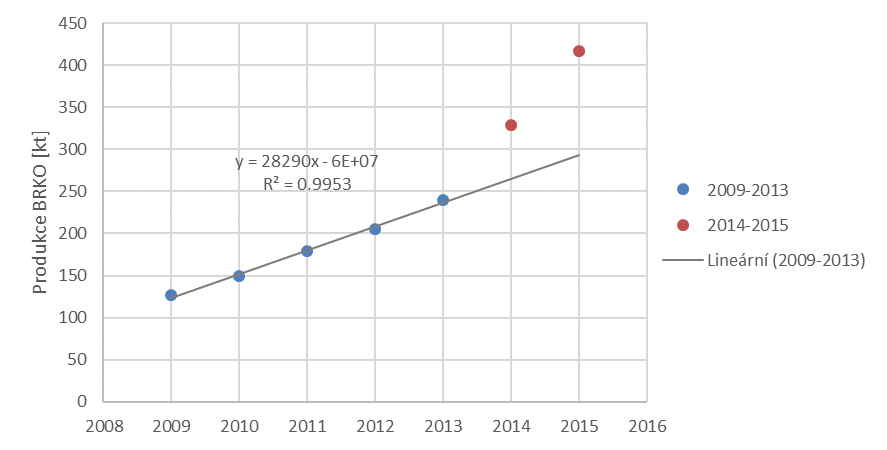 450
400
350
300
250
200
150
100
50
0
Produkce BRKO [kt]
y = 28290x - 6E+07
R² = 0.9953
2008 2009 2010 2011 2012 2013 2014 2015 2016
2009-2013
2014-2015
Lineární (2009-2013)